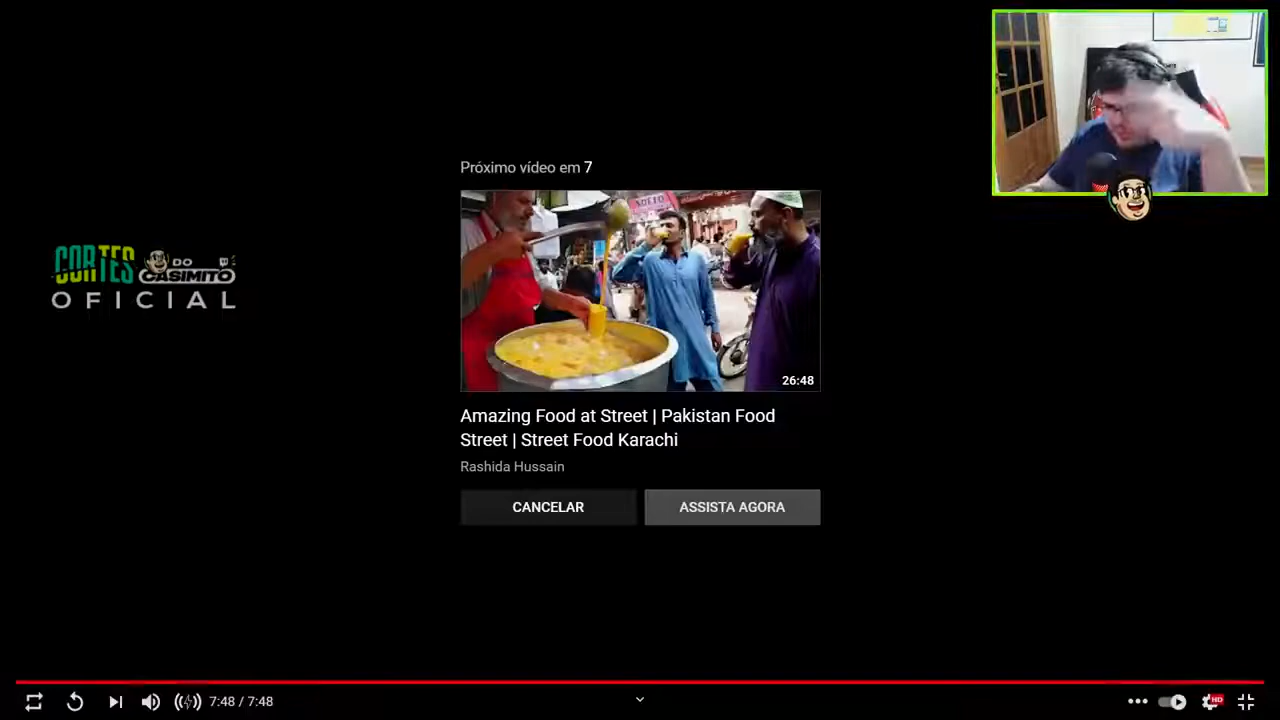 Próximo vídeo em 7
CORTES DO CASIMITO
OFICIAL
26:48
Amazing Food at Street | Pakistan Food
Street | Street Food Karachi
Rashida Hussain
CANCELAR
ASSISTA AGORA
7:48 / 7:48
HD